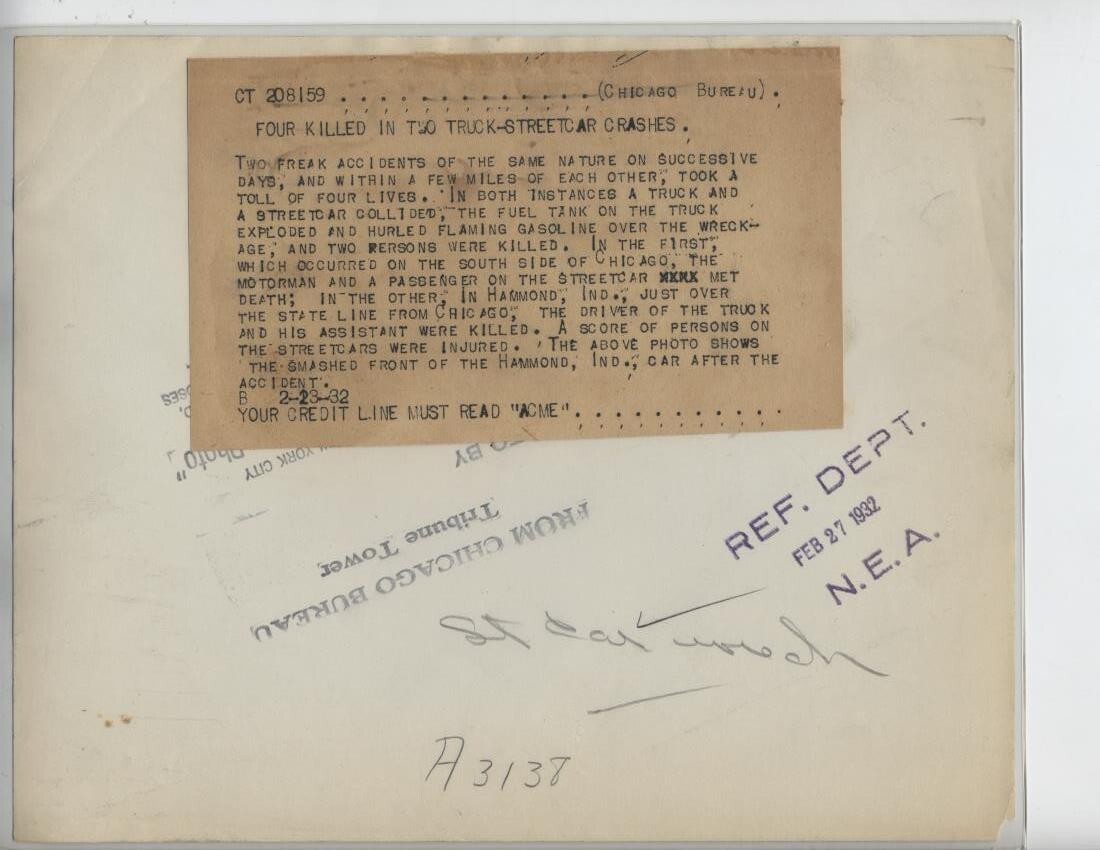 CT 208159 . . . . . . . . . . . . . (CHICAGO BUREAU).
FOUR KILLED IN TWO TRUCK-STREETCAR CRASHES.
TWO FREAK ACCIDENTS OF THE SAME NATURE ON SUCCESSIVE
DAYS, AND WITHIN A FEW MILES OF EACH OTHER, TOOK A
TOLL OF FOUR LIVES. IN BOTH INSTANCES A TRUCK AND
A STREETCAR COLLIDED, THE FUEL TANK ON THE TRUCK
EXPLODED AND HURLED FLAMING GASOLINE OVER THE WRECK-
AGE, AND TWO PERSONS WERE KILLED. IN THE FIRST,
WHICH OCCURRED ON THE SOUTH SIDE OF CHICAGO, THE
MOTORMAN AND A PASSENGER ON THE STREETCAR XXXX MET
DEATH; IN THE OTHER, IN HAMMOND, IND., JUST OVER
THE STATE LINE FROM CHICAGO, THE DRIVER OF THE TRUCK
AND HIS ASSISTANT WERE KILLED. A SCORE OF PERSONS ON
THE STREETCARS WERE INJURED. THE ABOVE PHOTO SHOWS
THE SMASHED FRONT OF THE HAMMOND, IND., CAR AFTER THE
ACCIDENT.
B 2-23-32
YOUR CREDIT LINE MUST READ "ACME". . . . . . . . . . .
Photo",
YORK CITY
BY
FROM CHICAGO BUREAU,
Tribune Tower,
REF. DEPT.
FEB 27 1932
N. E. A.
A3138